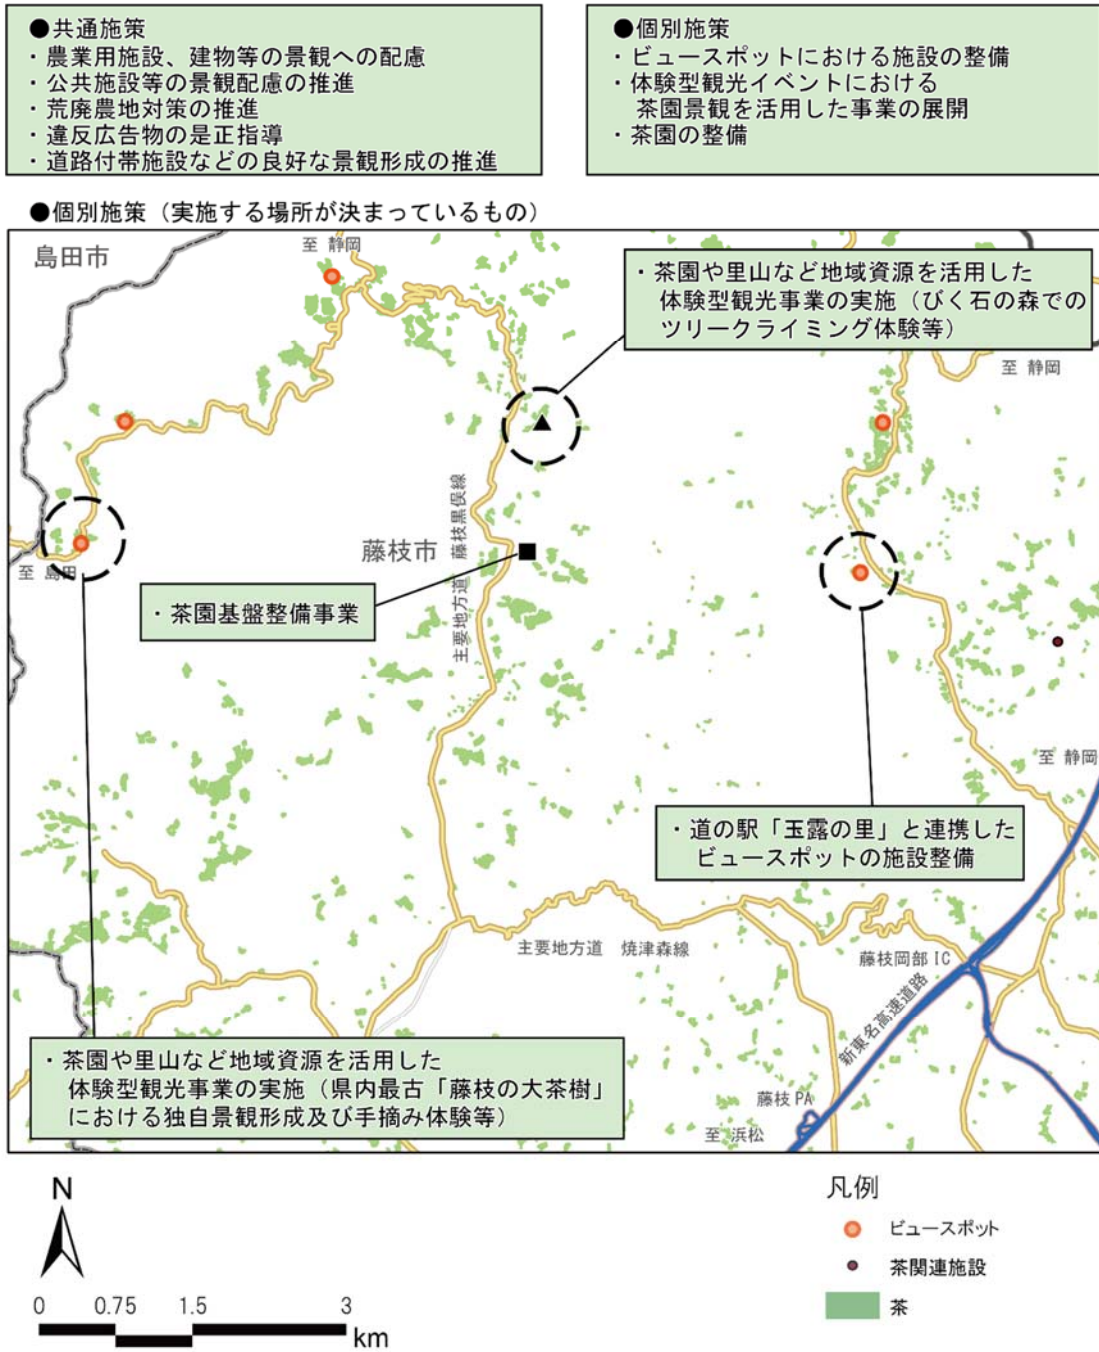 ●共通施策
・農業用施設、建物等の景観への配慮
・公共施設等の景観配慮の推進
・荒廃農地対策の推進
・違反広告物の是正指導
・道路付帯施設などの良好な景観形成の推進
●個別施策
・ビュースポットにおける施設の整備
・体験型観光イベントにおける
茶園景観を活用した事業の展開
・茶園の整備
●個別施策（実施する場所が決まっているもの）
島田市
至 静岡
・茶園や里山など地域資源を活用した
体験型観光事業の実施（びく石の森での
ツリークライミング体験等）
至 静岡
藤枝市
主要地方道 藤枝黒俣線
至 島田
・茶園基盤整備事業
至 静岡
・道の駅「玉露の里」と連携した
ビュースポットの施設整備
主要地方道 焼津森線
藤枝岡部IC
新東名高速道路
藤枝PA
至 浜松
・茶園や里山など地域資源を活用した
体験型観光事業の実施（県内最古「藤枝の大茶樹」
における独自景観形成及び手摘み体験等）
N
0 0.75 1.5 3
km
凡例
ビュースポット
茶関連施設
茶